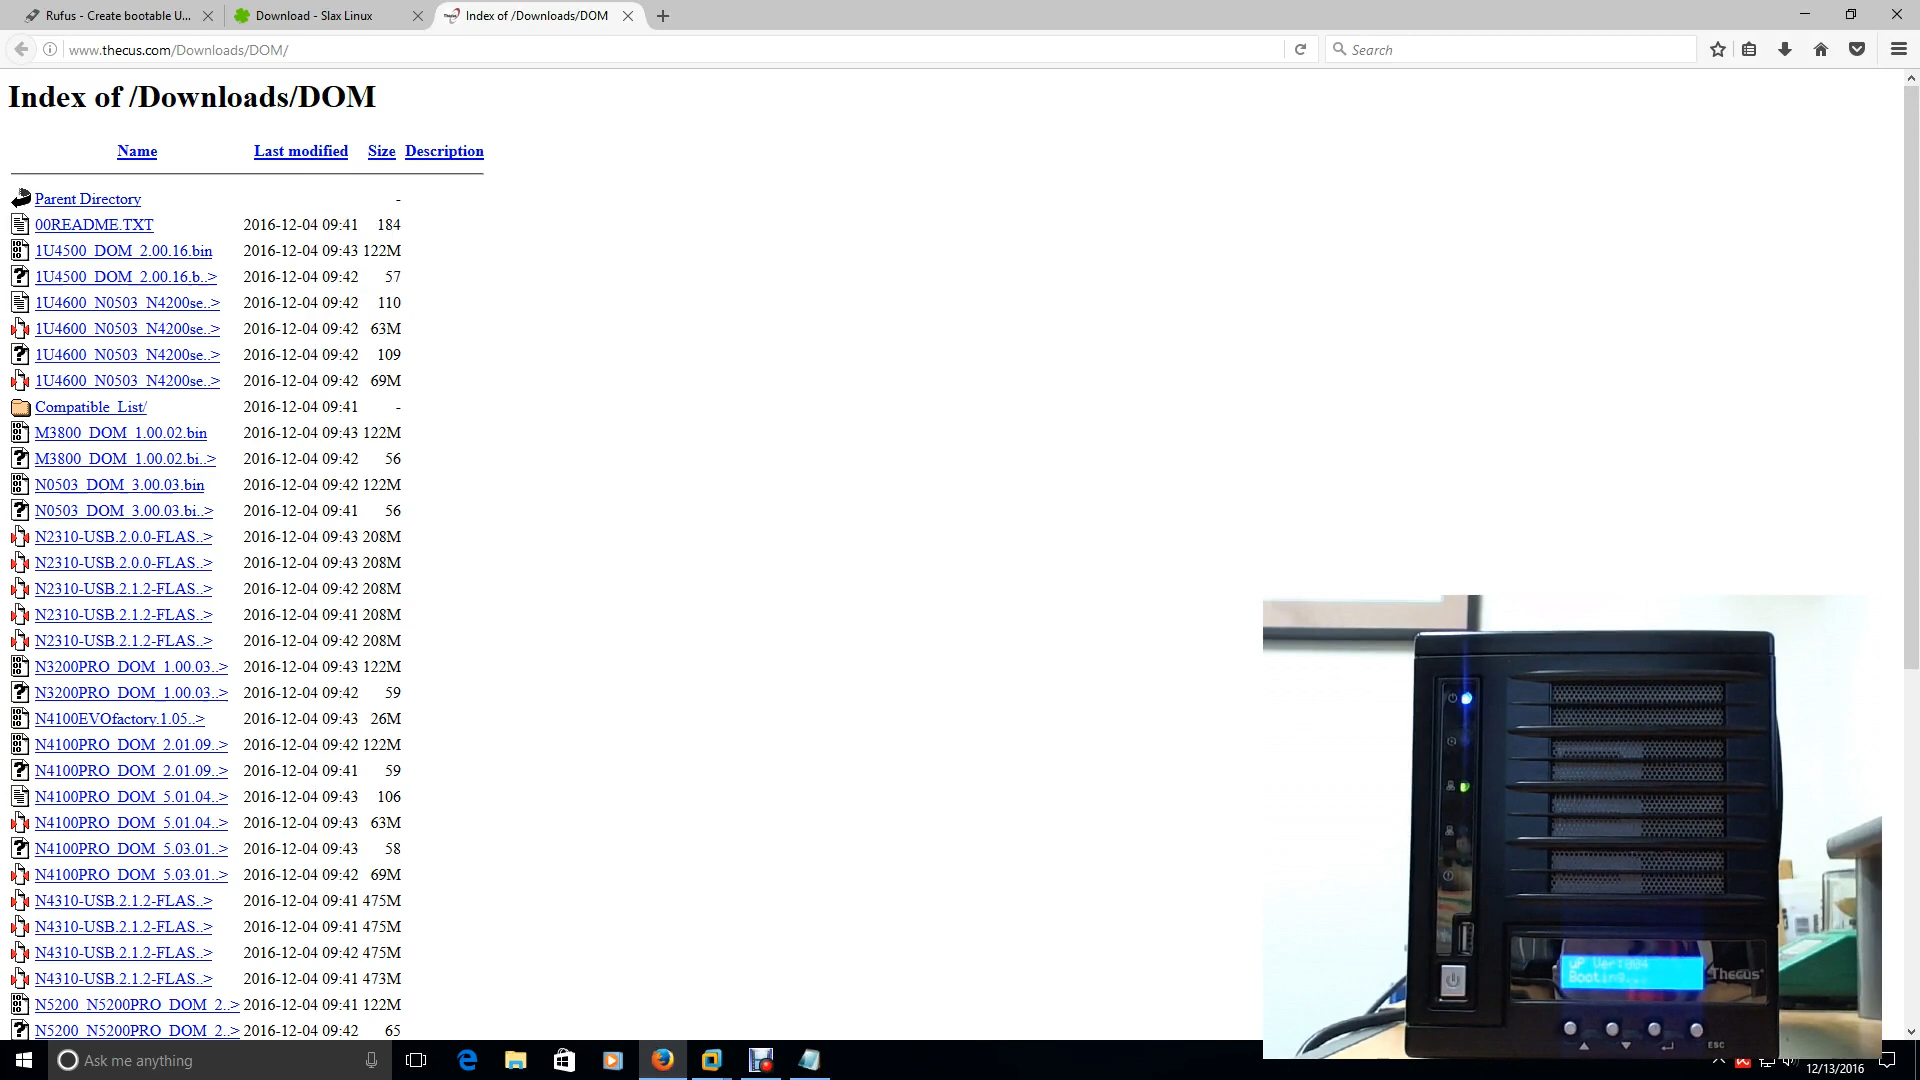 Rufus - Create bootable U...
Download - Slax Linux
Index of /Downloads/DOM
www.thecus.com/Downloads/DOM/
Search
Index of /Downloads/DOM
Name Last modified Size Description
Parent Directory -
00README.TXT 2016-12-04 09:41 184
1U4500_DOM_2.00.16.bin 2016-12-04 09:43 122M
1U4500_DOM_2.00.16.b..> 2016-12-04 09:42 57
1U4600_N0503_N4200se..> 2016-12-04 09:42 110
1U4600_N0503_N4200se..> 2016-12-04 09:42 63M
1U4600_N0503_N4200se..> 2016-12-04 09:42 109
1U4600_N0503_N4200se..> 2016-12-04 09:42 69M
Compatible_List/ 2016-12-04 09:41 -
M3800_DOM_1.00.02.bin 2016-12-04 09:43 122M
M3800_DOM_1.00.02.bi..> 2016-12-04 09:42 56
N0503_DOM_3.00.03.bin 2016-12-04 09:42 122M
N0503_DOM_3.00.03.bi..> 2016-12-04 09:41 56
N2310-USB.2.0.0-FLAS..> 2016-12-04 09:43 208M
N2310-USB.2.0.0-FLAS..> 2016-12-04 09:43 208M
N2310-USB.2.1.2-FLAS..> 2016-12-04 09:42 208M
N2310-USB.2.1.2-FLAS..> 2016-12-04 09:41 208M
N2310-USB.2.1.2-FLAS..> 2016-12-04 09:42 208M
N3200PRO_DOM_1.00.03..> 2016-12-04 09:43 122M
N3200PRO_DOM_1.00.03..> 2016-12-04 09:42 59
N4100EVOfactory.1.05..> 2016-12-04 09:43 26M
N4100PRO_DOM_2.01.09..> 2016-12-04 09:42 122M
N4100PRO_DOM_2.01.09..> 2016-12-04 09:41 59
N4100PRO_DOM_5.01.04..> 2016-12-04 09:43 106
N4100PRO_DOM_5.01.04..> 2016-12-04 09:43 63M
N4100PRO_DOM_5.03.01..> 2016-12-04 09:43 58
N4100PRO_DOM_5.03.01..> 2016-12-04 09:43 69M
N4310-USB.2.1.2-FLAS..> 2016-12-04 09:41 475M
N4310-USB.2.1.2-FLAS..> 2016-12-04 09:41 475M
N4310-USB.2.1.2-FLAS..> 2016-12-04 09:42 475M
N4310-USB.2.1.2-FLAS..> 2016-12-04 09:41 473M
N5200_N5200PRO_DOM_2..> 2016-12-04 09:41 122M
N5200_N5200PRO_DOM_2..> 2016-12-04 09:42 65
uP Ver:004
Booting...
Thecus
ESC
Ask me anything
12/13/2016